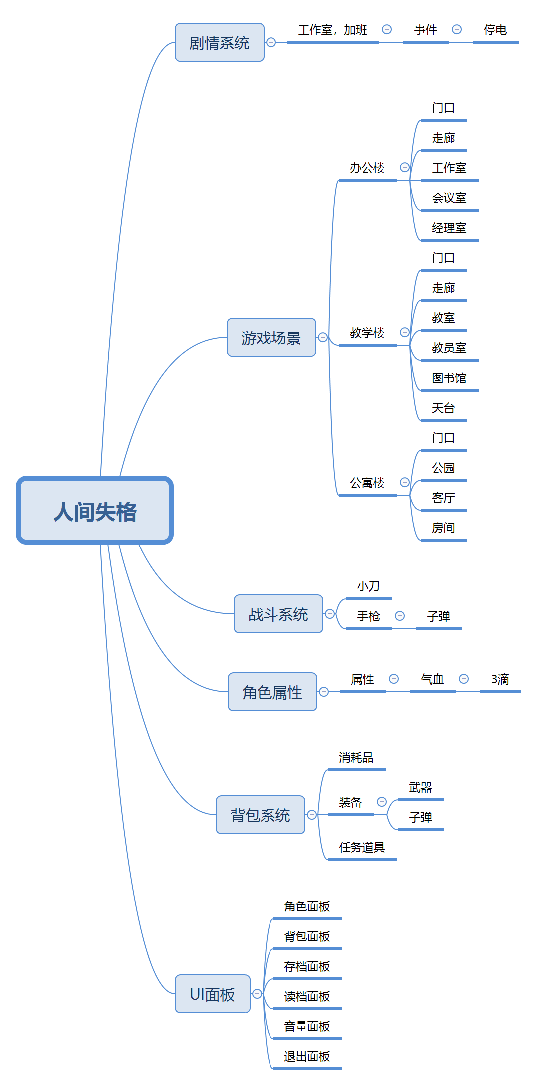 人间失格
剧情系统
工作室，加班
事件
停电
游戏场景
办公楼
门口
走廊
工作室
会议室
经理室
教学楼
门口
走廊
教室
教员室
图书馆
天台
公寓楼
门口
公园
客厅
房间
战斗系统
小刀
手枪
子弹
角色属性
属性
气血
3滴
背包系统
消耗品
装备
武器
子弹
任务道具
UI面板
角色面板
背包面板
存档面板
读档面板
音量面板
退出面板